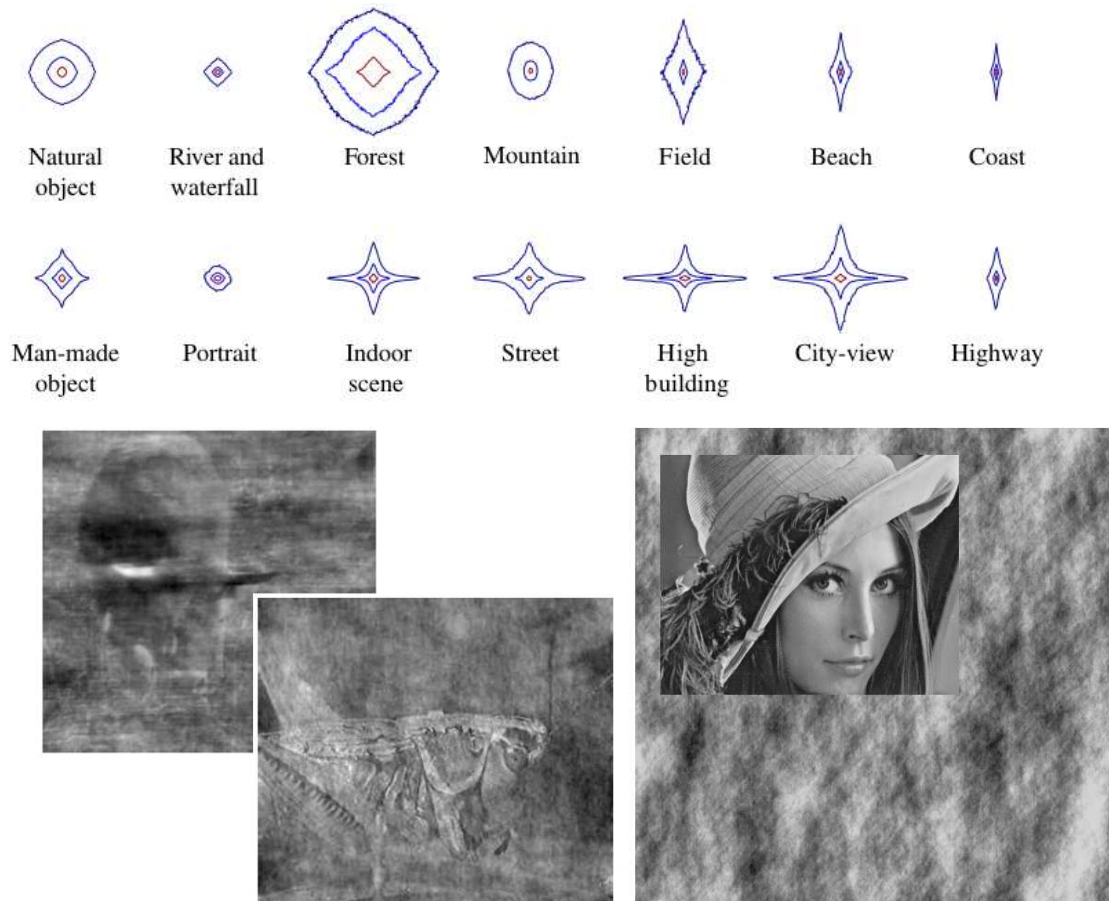 Natural
object
River and
waterfall
Forest
Mountain
Field
Beach
Coast
Man-made
object
Portrait
Indoor
scene
Street
High
building
City-view
Highway